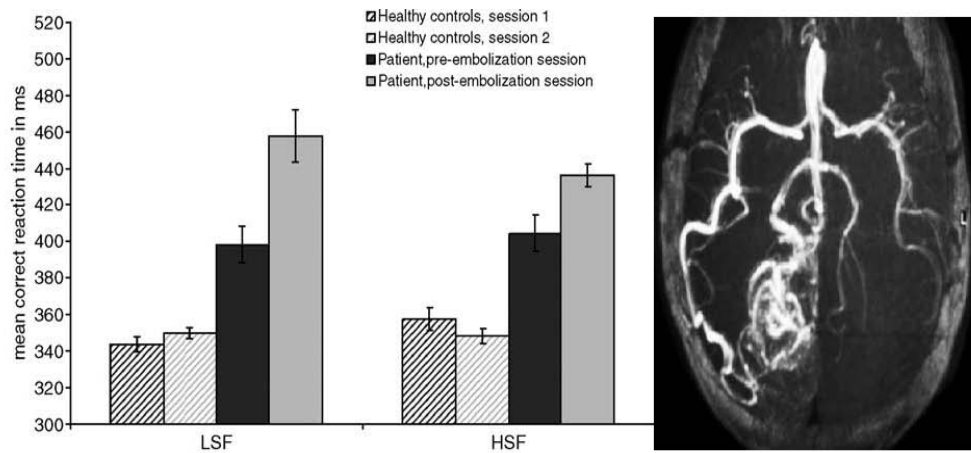 520
500
480
460
440
420
400
380
360
340
320
300
mean correct reaction time in ms
Healthy controls, session 1
Healthy controls, session 2
Patient,pre-embolization session
Patient,post-embolization session
LSF
HSF
L